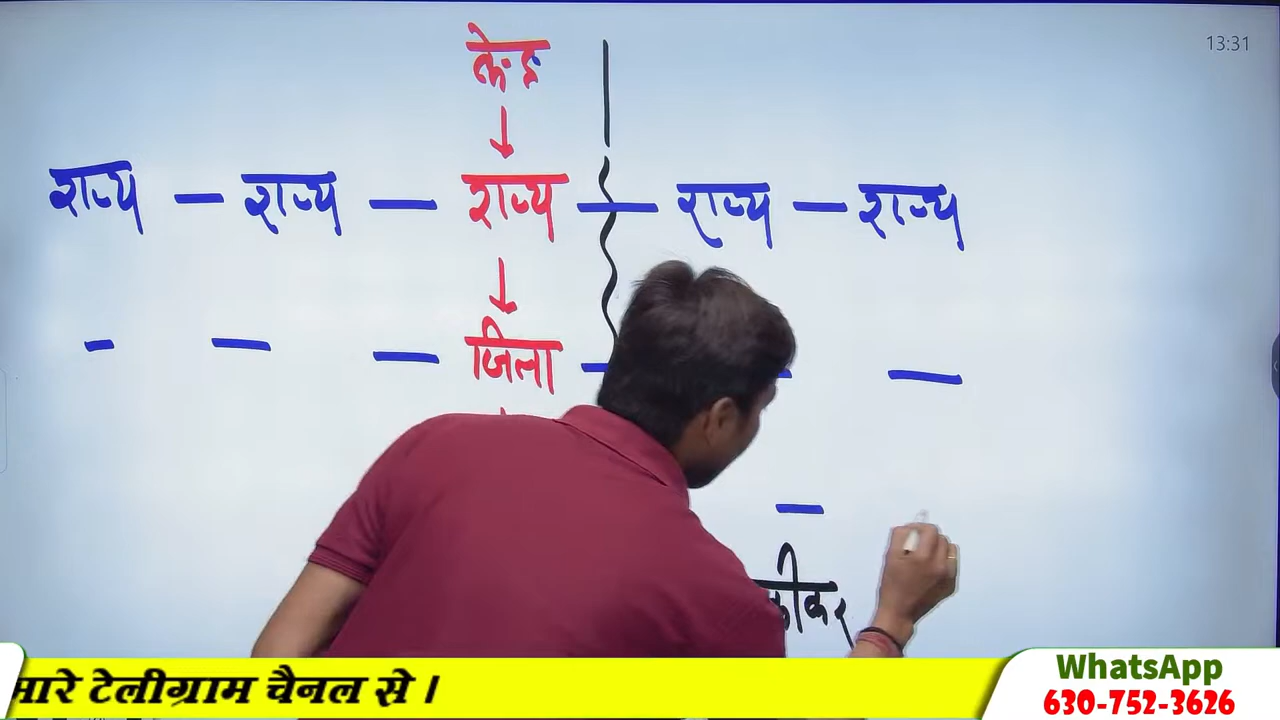 13:31
केन्द्र
राज्य — राज्य — राज्य — राज्य — राज्य
जिला
मारे टेलीग्राम चैनल से ।
WhatsApp
630-752-3626